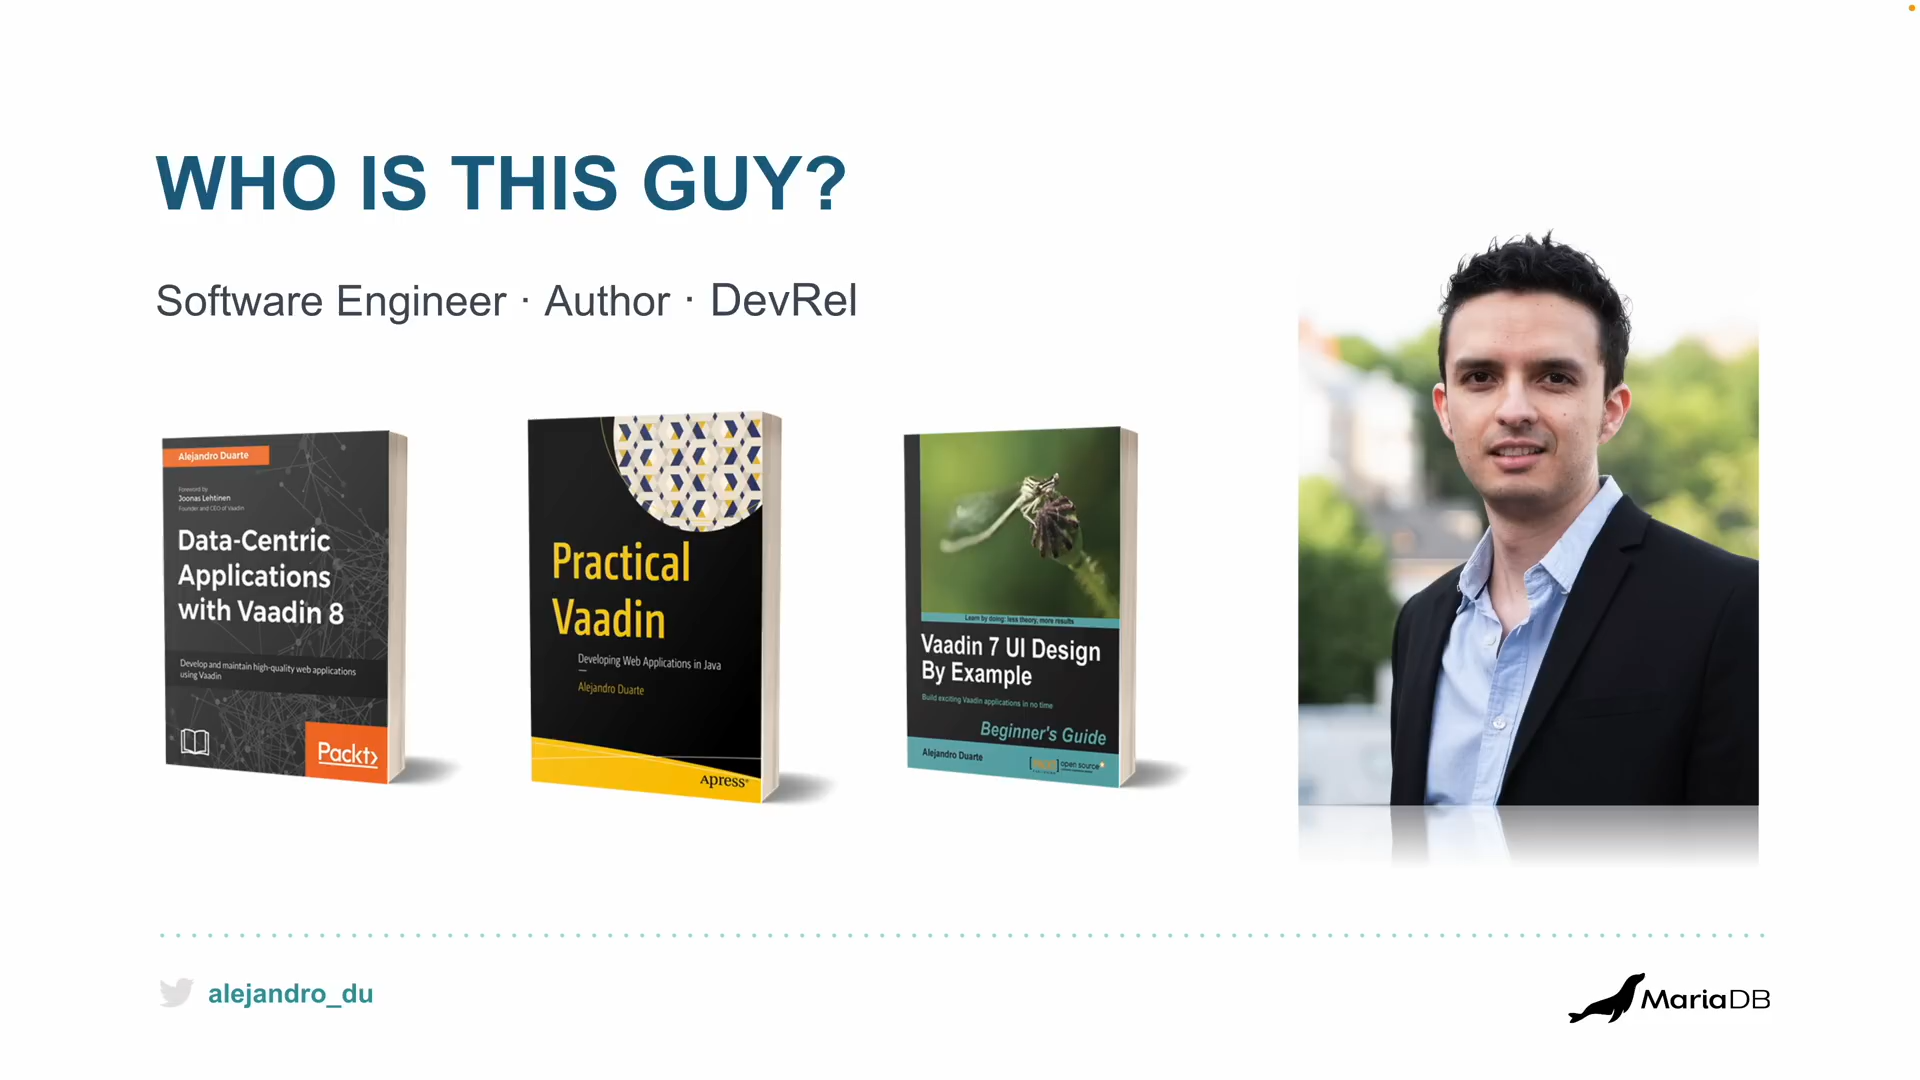 WHO IS THIS GUY?
Software Engineer · Author · DevRel
Alejandro Duarte
Foreword by
Joonas Lehtinen
Founder and CEO of Vaadin
Data-Centric
Applications
with Vaadin 8
Develop and maintain high-quality web applications
using Vaadin
Packt>
Practical
Vaadin
Developing Web Applications in Java
Alejandro Duarte
Apress®
Learn by doing: less theory, more results
Vaadin 7 UI Design
By Example
Build exciting Vaadin applications in no time
Beginner's Guide
Alejandro Duarte
open source
alejandro_du
MariaDB